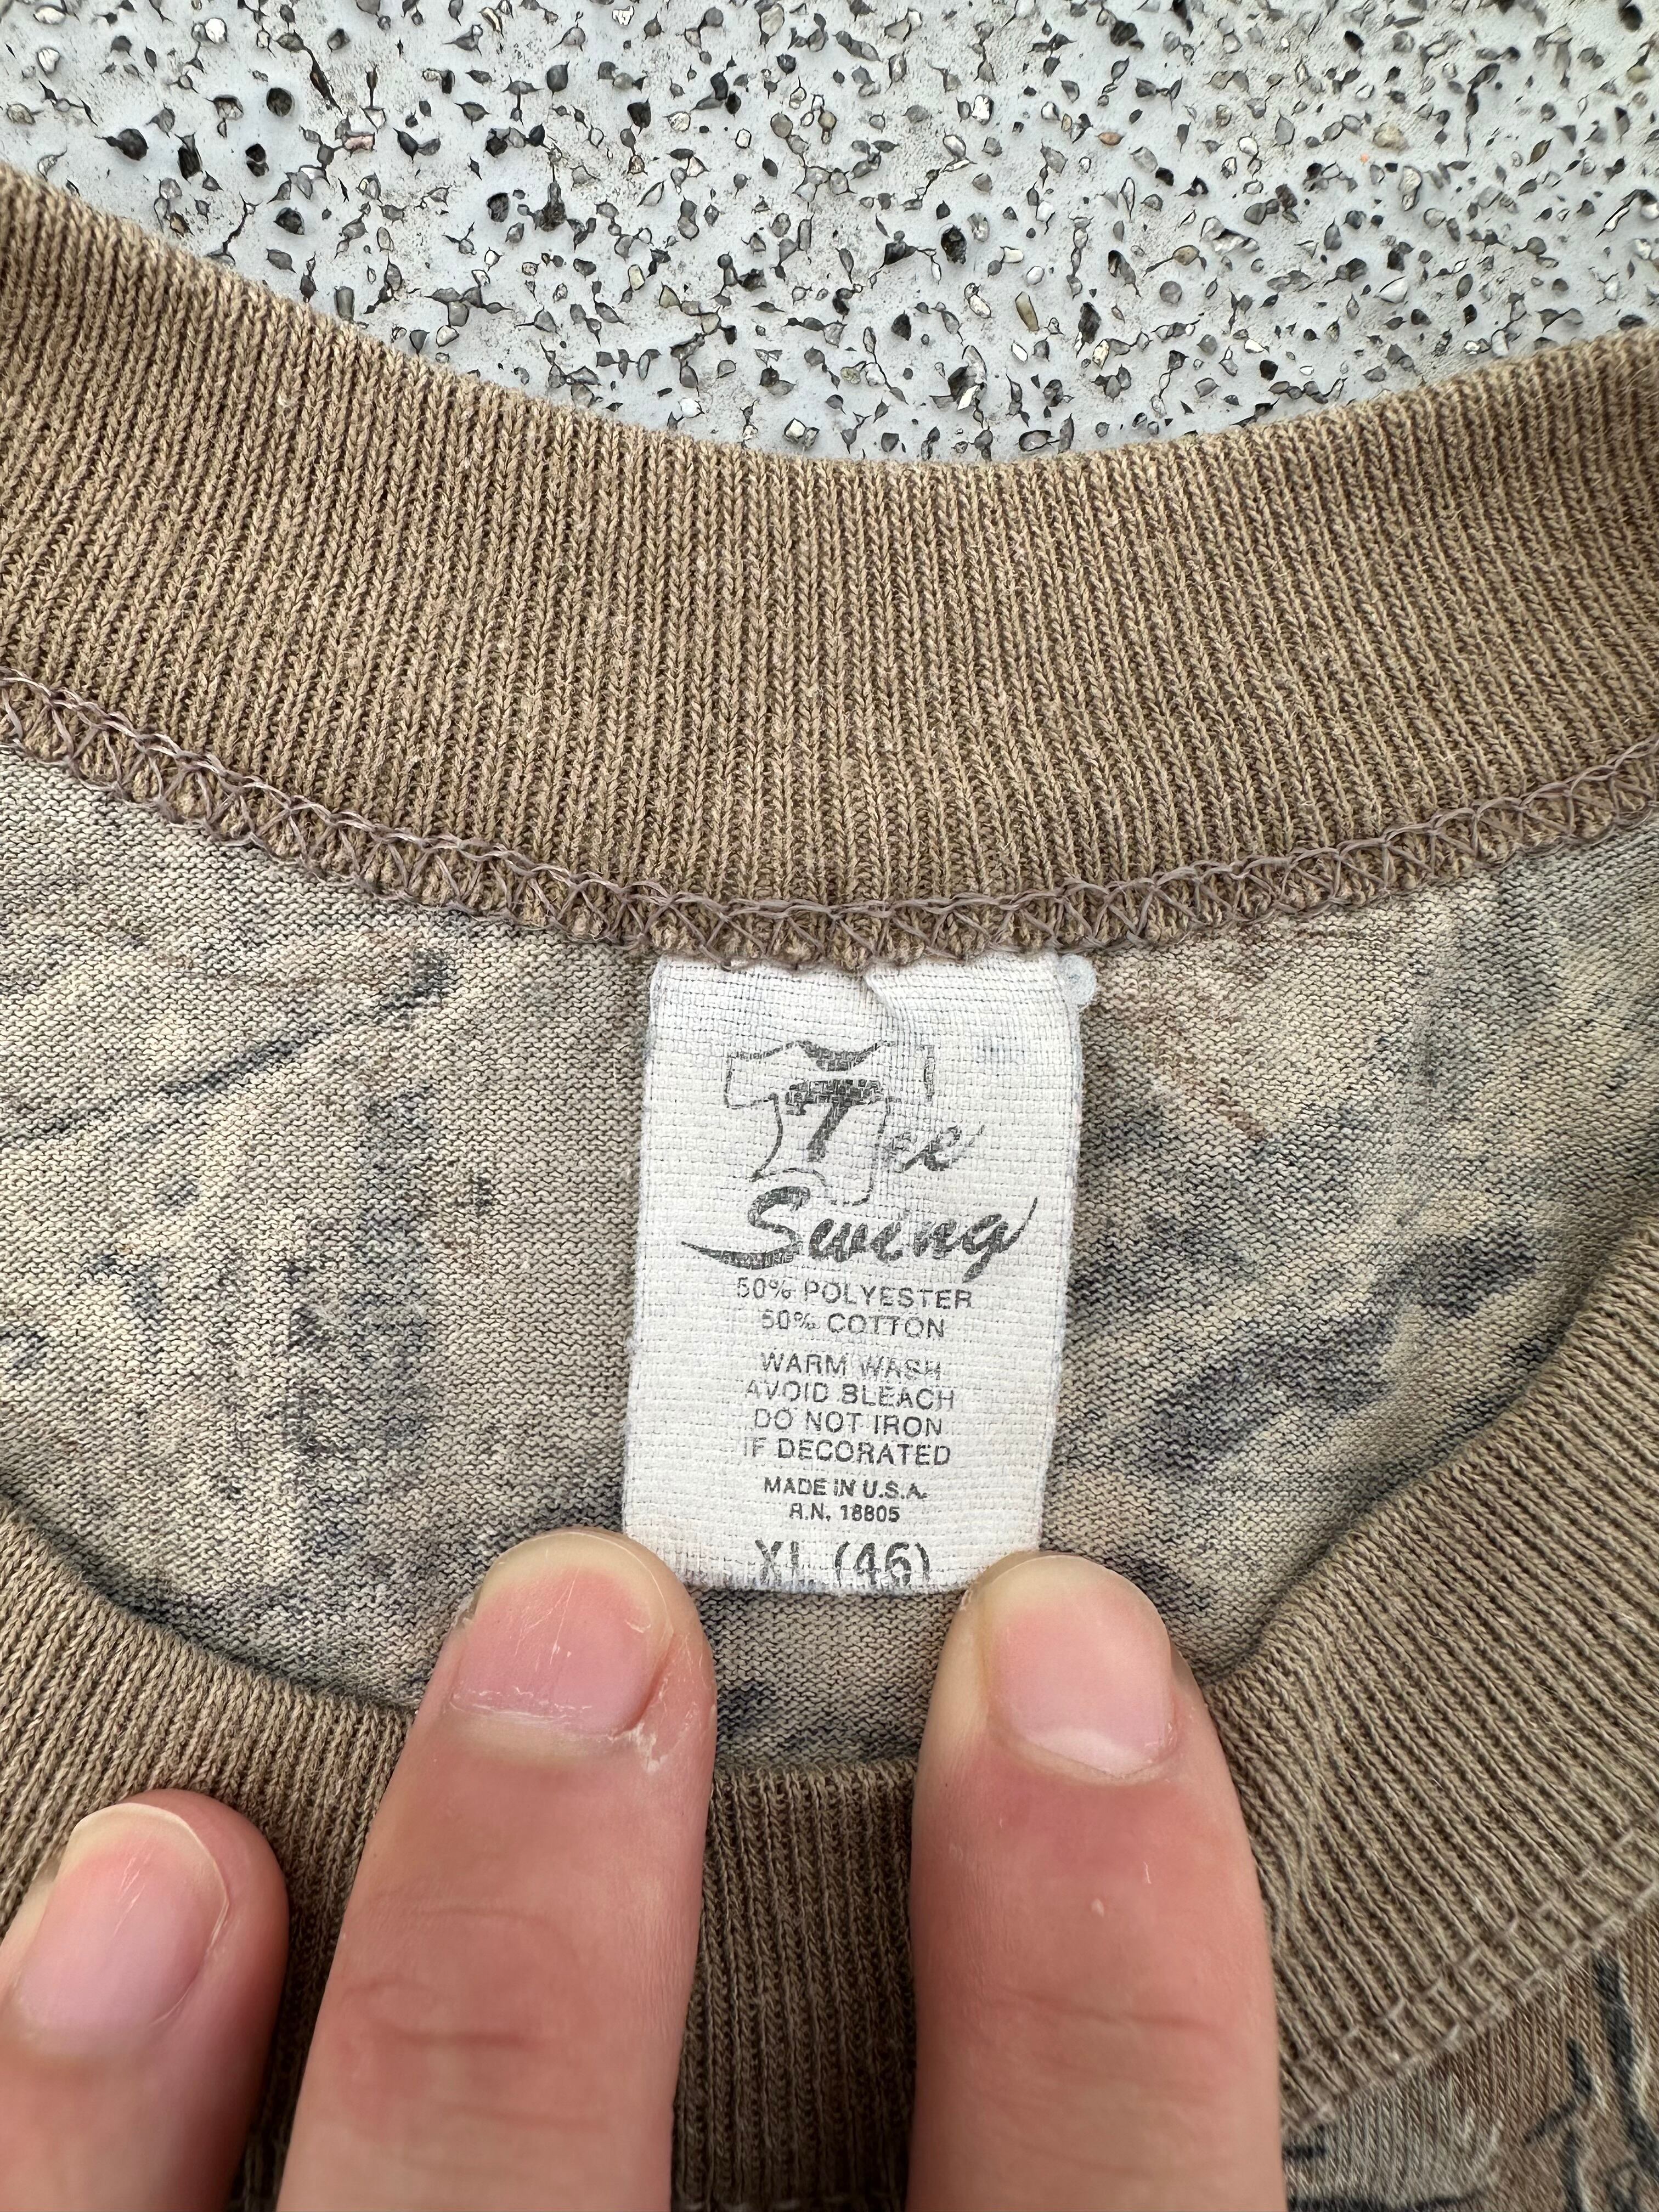 Tee
Swing
50% POLYESTER
50% COTTON
WARM WASH
AVOID BLEACH
DO NOT IRON
IF DECORATED
MADE IN U.S.A.
R.N. 18805
XL (46)